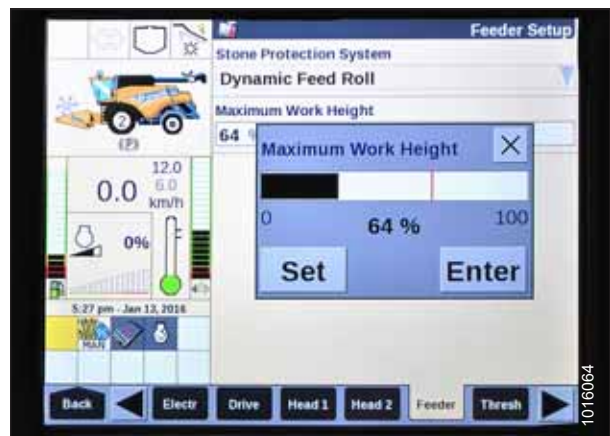 Feeder Setup
Stone Protection System
Dynamic Feed Roll
Maximum Work Height
64 %
Maximum Work Height
0
64 %
100
Set
Enter
2
(P)
0.0
12.0
6.0
km/h
0%
5:27 pm - Jan 13, 2016
MAN
Back
Electr
Drive
Head 1
Head 2
Feeder
Thresh
1016064